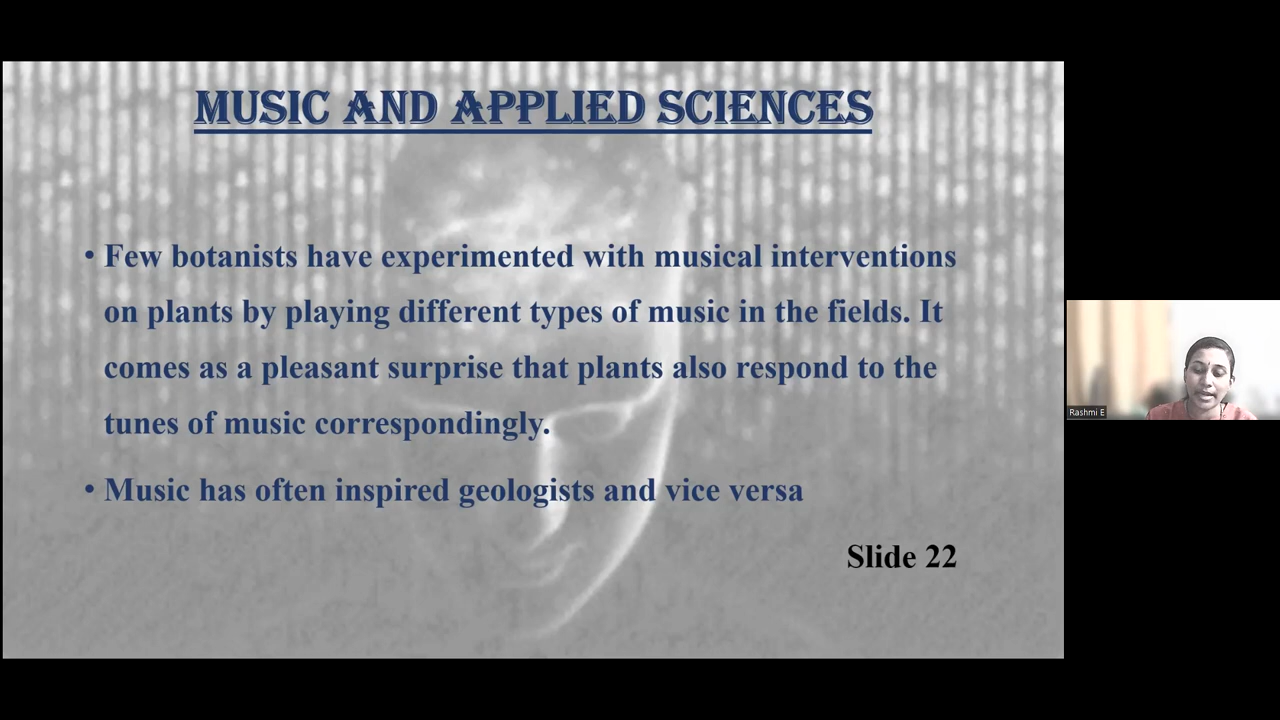 MUSIC AND APPLIED SCIENCES
• Few botanists have experimented with musical interventions
on plants by playing different types of music in the fields. It
comes as a pleasant surprise that plants also respond to the
tunes of music correspondingly.
• Music has often inspired geologists and vice versa
Slide 22
Rashmi E